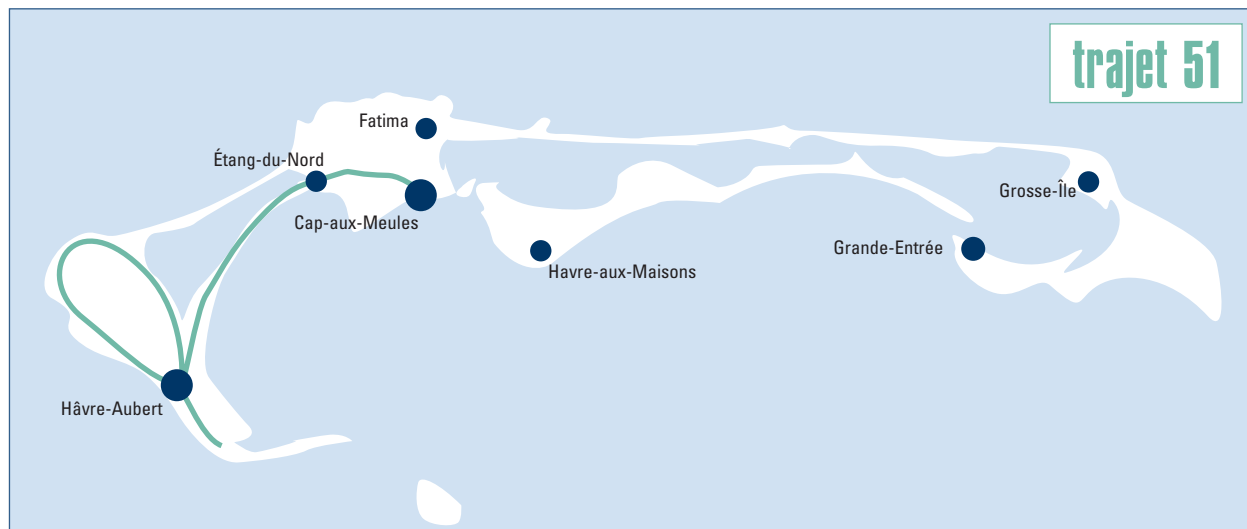 trajet 51
Fatima
Étang-du-Nord
Cap-aux-Meules
Grosse-Île
Grande-Entrée
Havre-aux-Maisons
Hâvre-Aubert